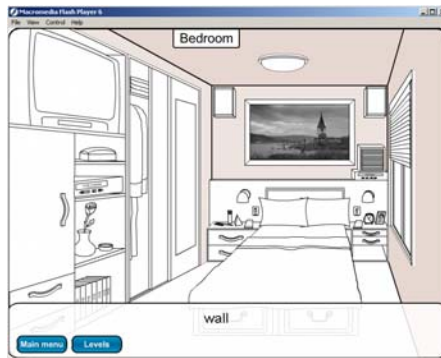 Macromedia Flash Player 6
File View Control Help
Bedroom
wall
Main menu Levels